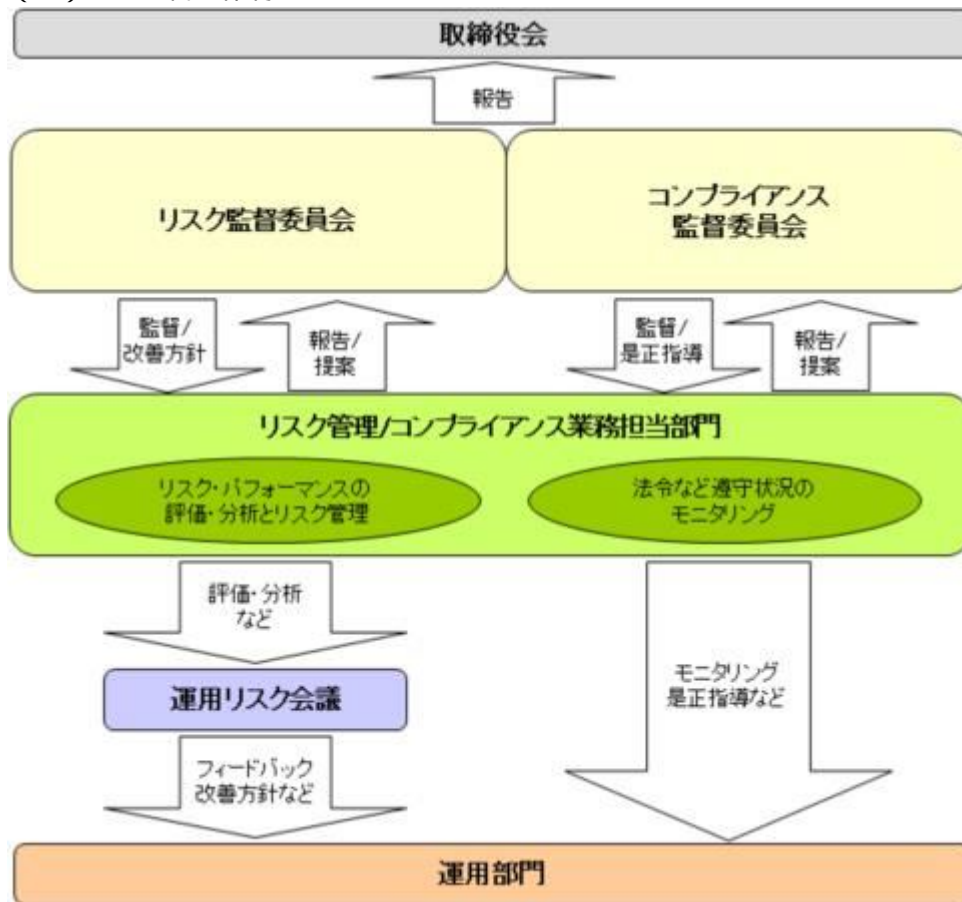 取締役会
報告
リスク監督委員会
コンプライアンス
監督委員会
監督/
改善方針
報告/
提案
監督/
是正指導
報告/
提案
リスク管理/コンプライアンス業務担当部門
リスク・パフォーマンスの
評価・分析とリスク管理
法令など遵守状況の
モニタリング
評価・分析
など
運用リスク会議
モニタリング
是正指導など
フィードバック
改善方針など
運用部門